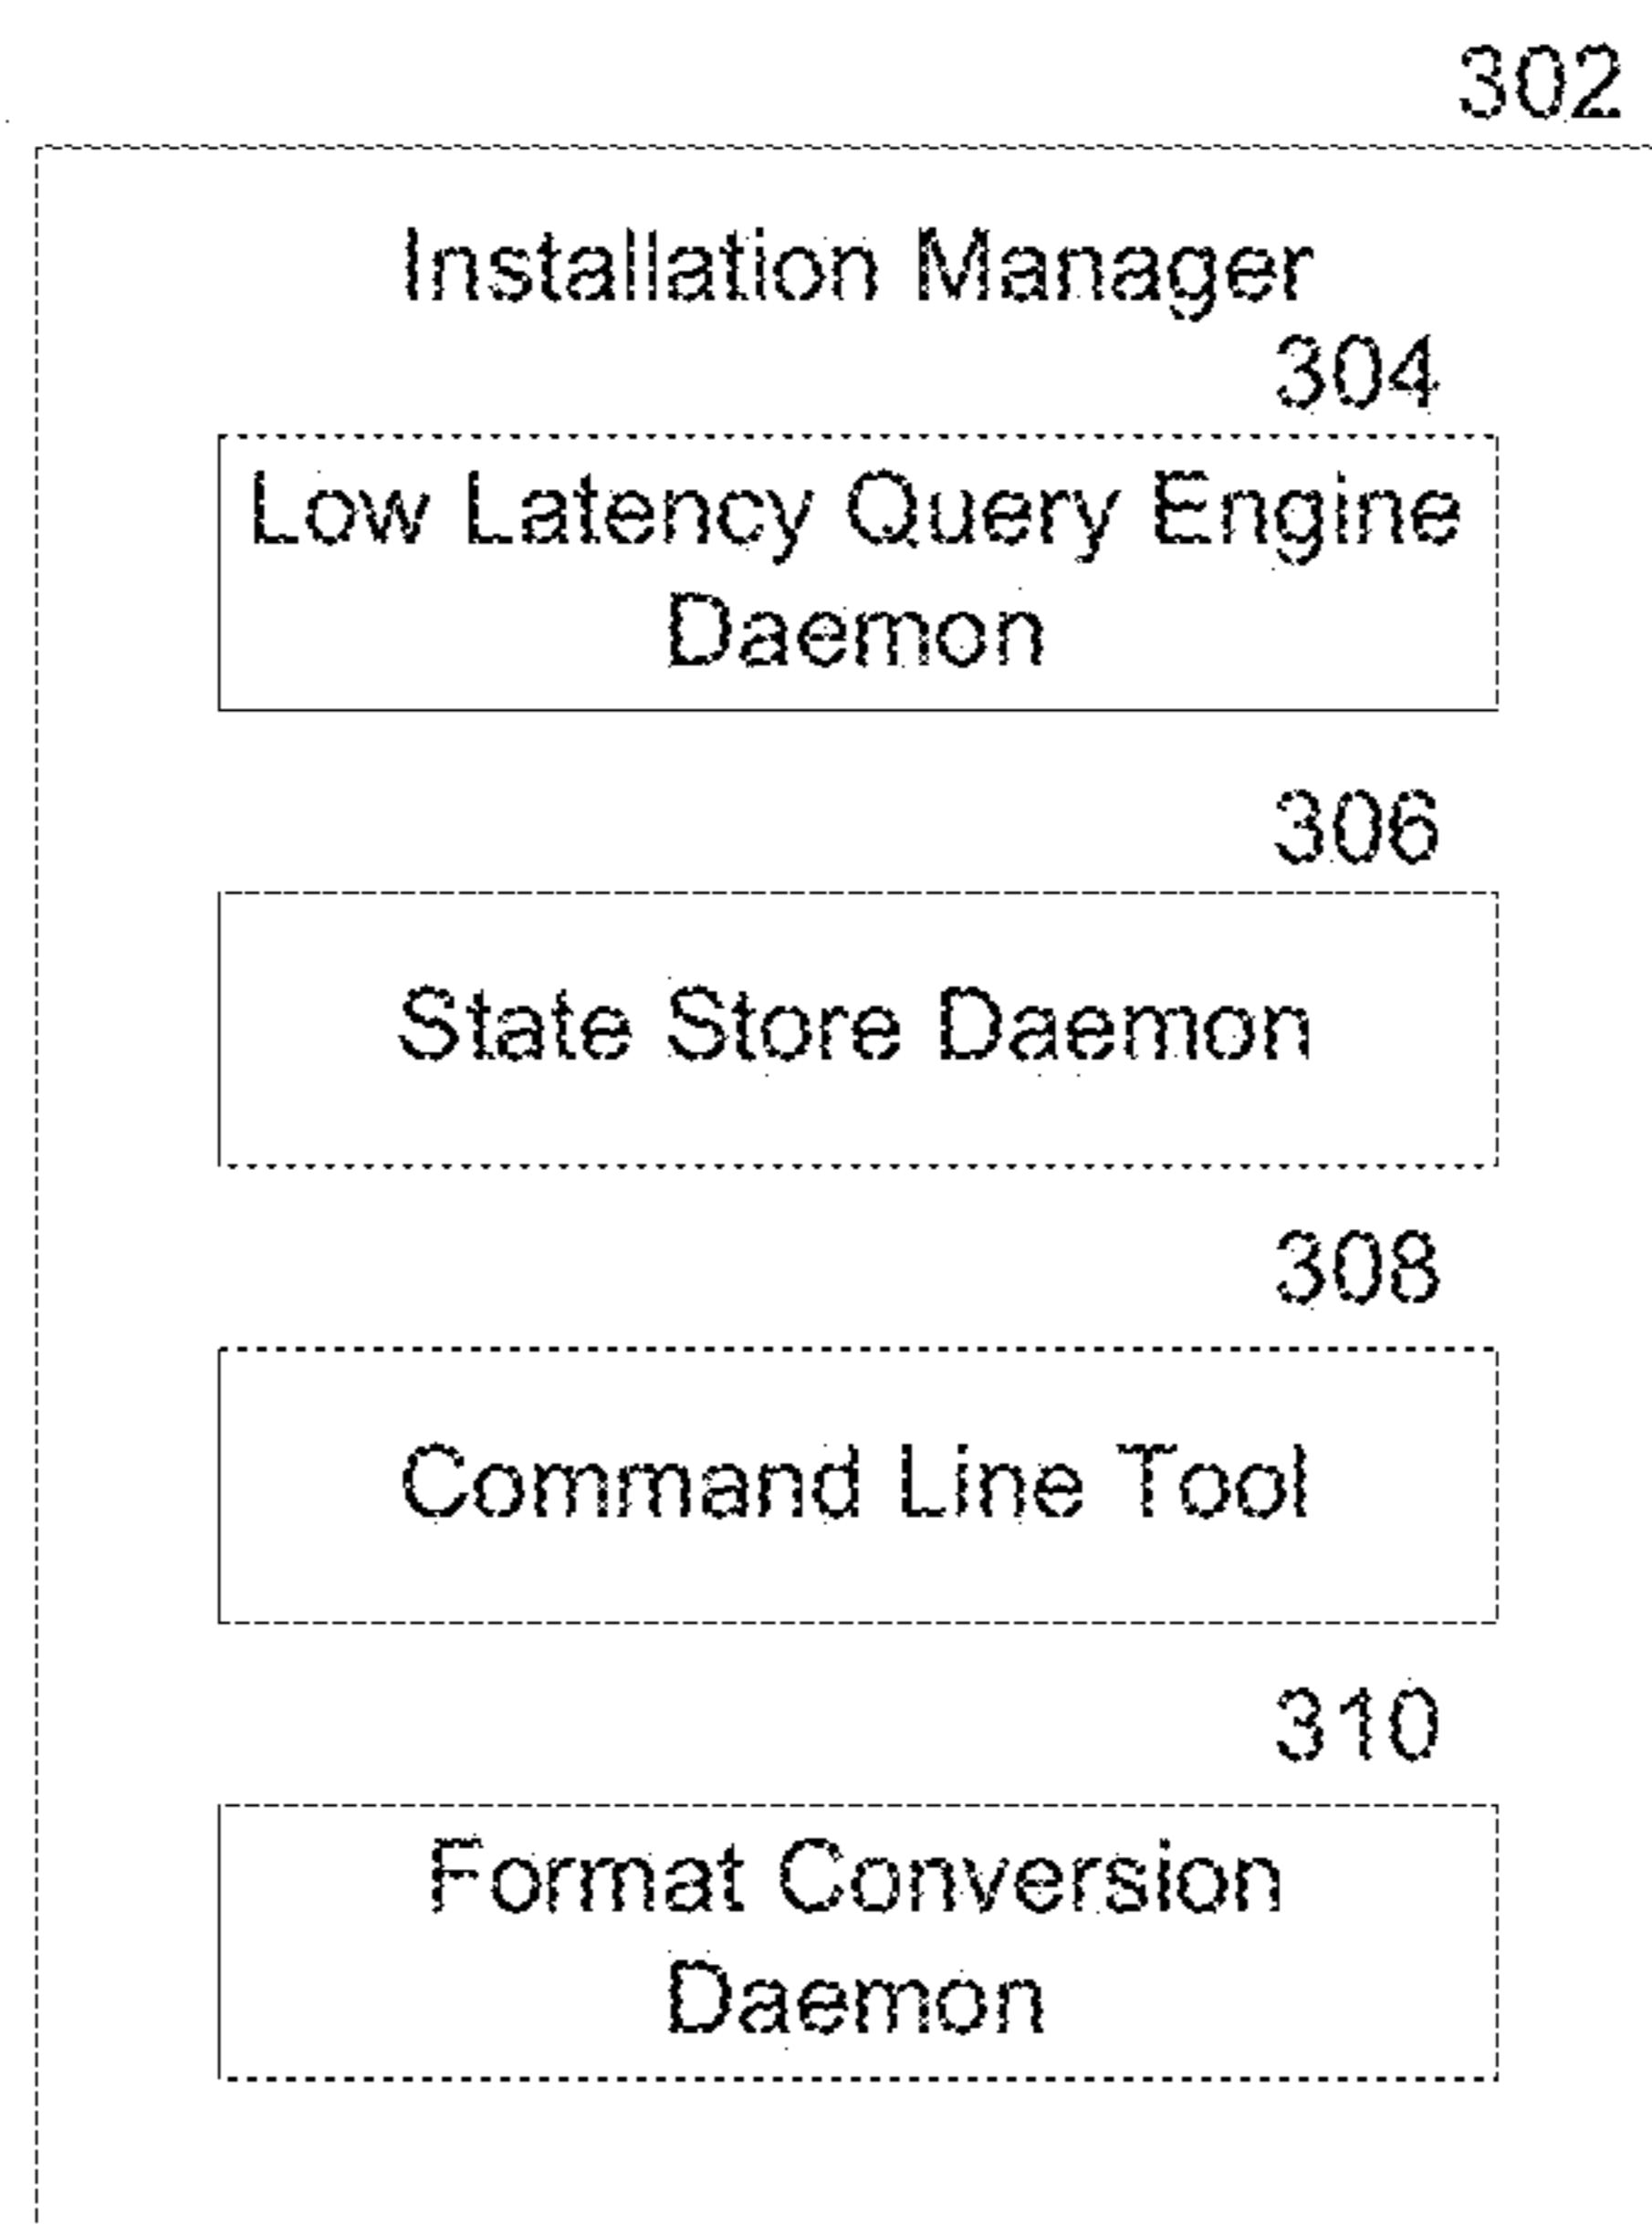 302
Installation Manager
304
Low Latency Query Engine
Daemon
306
State Store Daemon
308
Command Line Tool
310
Format Conversion
Daemon